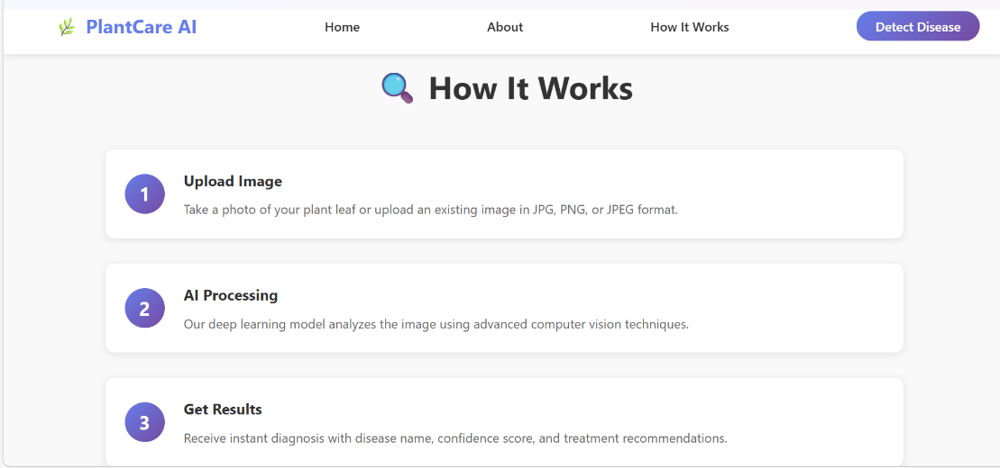 PlantCare AI
Home
About
How It Works
Detect Disease
How It Works
1
Upload Image
Take a photo of your plant leaf or upload an existing image in JPG, PNG, or JPEG format.
2
AI Processing
Our deep learning model analyzes the image using advanced computer vision techniques.
3
Get Results
Receive instant diagnosis with disease name, confidence score, and treatment recommendations.